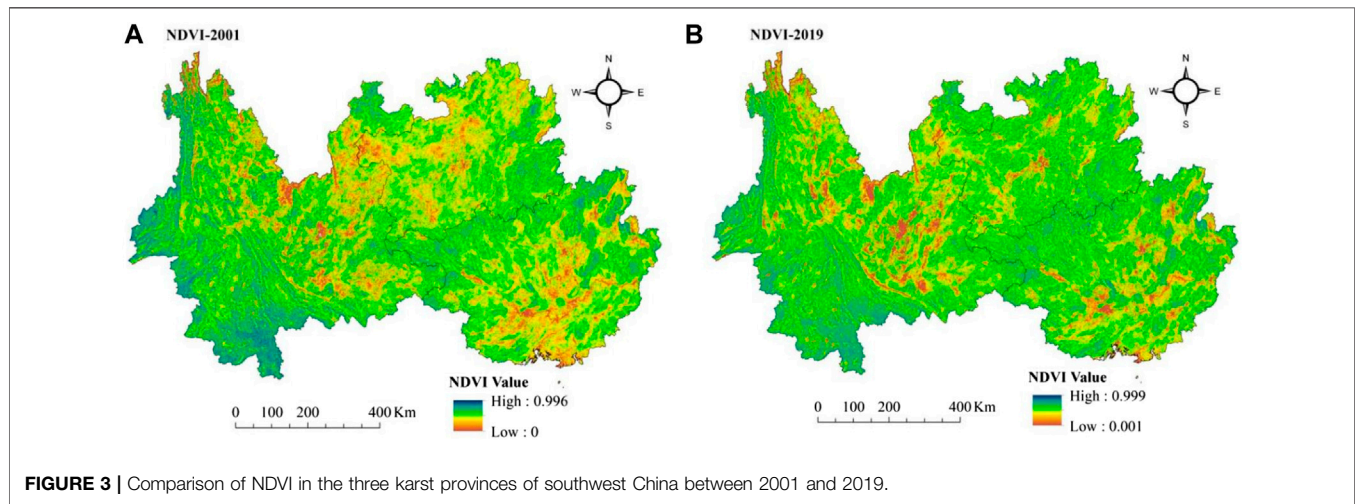 A NDVI-2001
N
W E
S
NDVI Value
High : 0.996
Low : 0
0 100 200 400 Km
B NDVI-2019
N
W E
S
NDVI Value
High : 0.999
Low : 0.001
0 100 200 400 Km
FIGURE 3 | Comparison of NDVI in the three karst provinces of southwest China between 2001 and 2019.